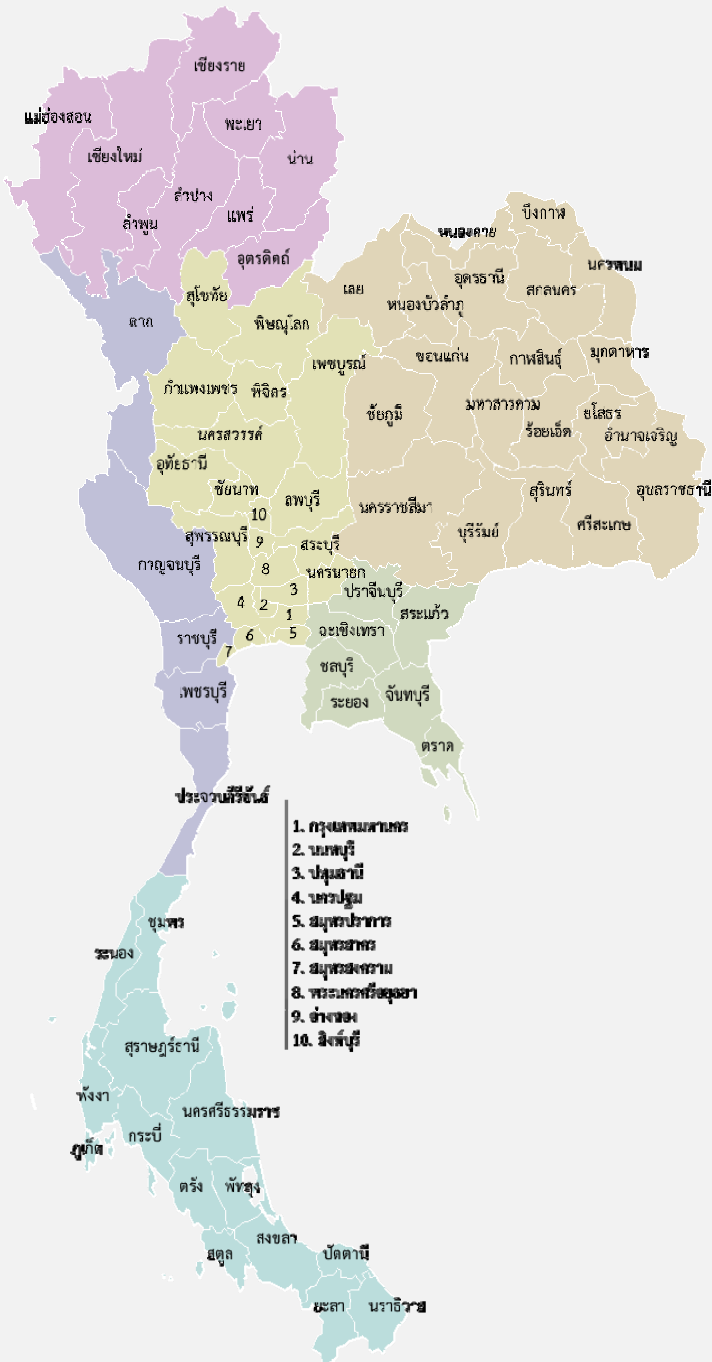 เชียงราย
แม่ฮ่องสอน
พะเยา
เชียงใหม่
น่าน
ลำปาง
ลำพูน
แพร่
บึงกาฬ
หนองคาย
อุตรดิตถ์
นครพนม
สุโขทัย
เลย
อุดรธานี
สกลนคร
หนองบัวลำภู
ตาก
พิษณุโลก
เพชบูรณ์
ขอนแก่น
กาฬสินธุ์
มุกดาหาร
กำแพงเพชร
พิจิตร
ชัยภูมิ
มหาสารคาม
ยโสธร
ร้อยเอ็ด
อำนาจเจริญ
นครสวรรค์
อุทัยธานี
ชัยนาท
ลพบุรี
นครราชสีมา
สุรินทร์
อุบลราชธานี
10
สุพรรณบุรี
9
สระบุรี
บุรีรัมย์
ศรีสะเกษ
กาญจนบุรี
8
นครนายก
3
ปราจีนบุรี
4
2
1
สระแก้ว
ราชบุรี
6
5
ฉะเชิงเทรา
7
ชลบุรี
เพชรบุรี
ระยอง
จันทบุรี
ตราด
ประจวบคีรีขันธ์
1. กรุงเทพมหานคร
2. นนทบุรี
3. ปทุมธานี
4. นครปฐม
5. สมุทรปราการ
6. สมุทรสาคร
7. สมุทรสงคราม
8. พระนครศรีอยุธยา
9. อ่างทอง
10. สิงห์บุรี
ชุมพร
ระนอง
สุราษฎร์ธานี
พังงา
นครศรีธรรมราช
กระบี่
ภูเก็ต
ตรัง
พัทลุง
สงขลา
สตูล
ปัตตานี
ยะลา
นราธิวาส